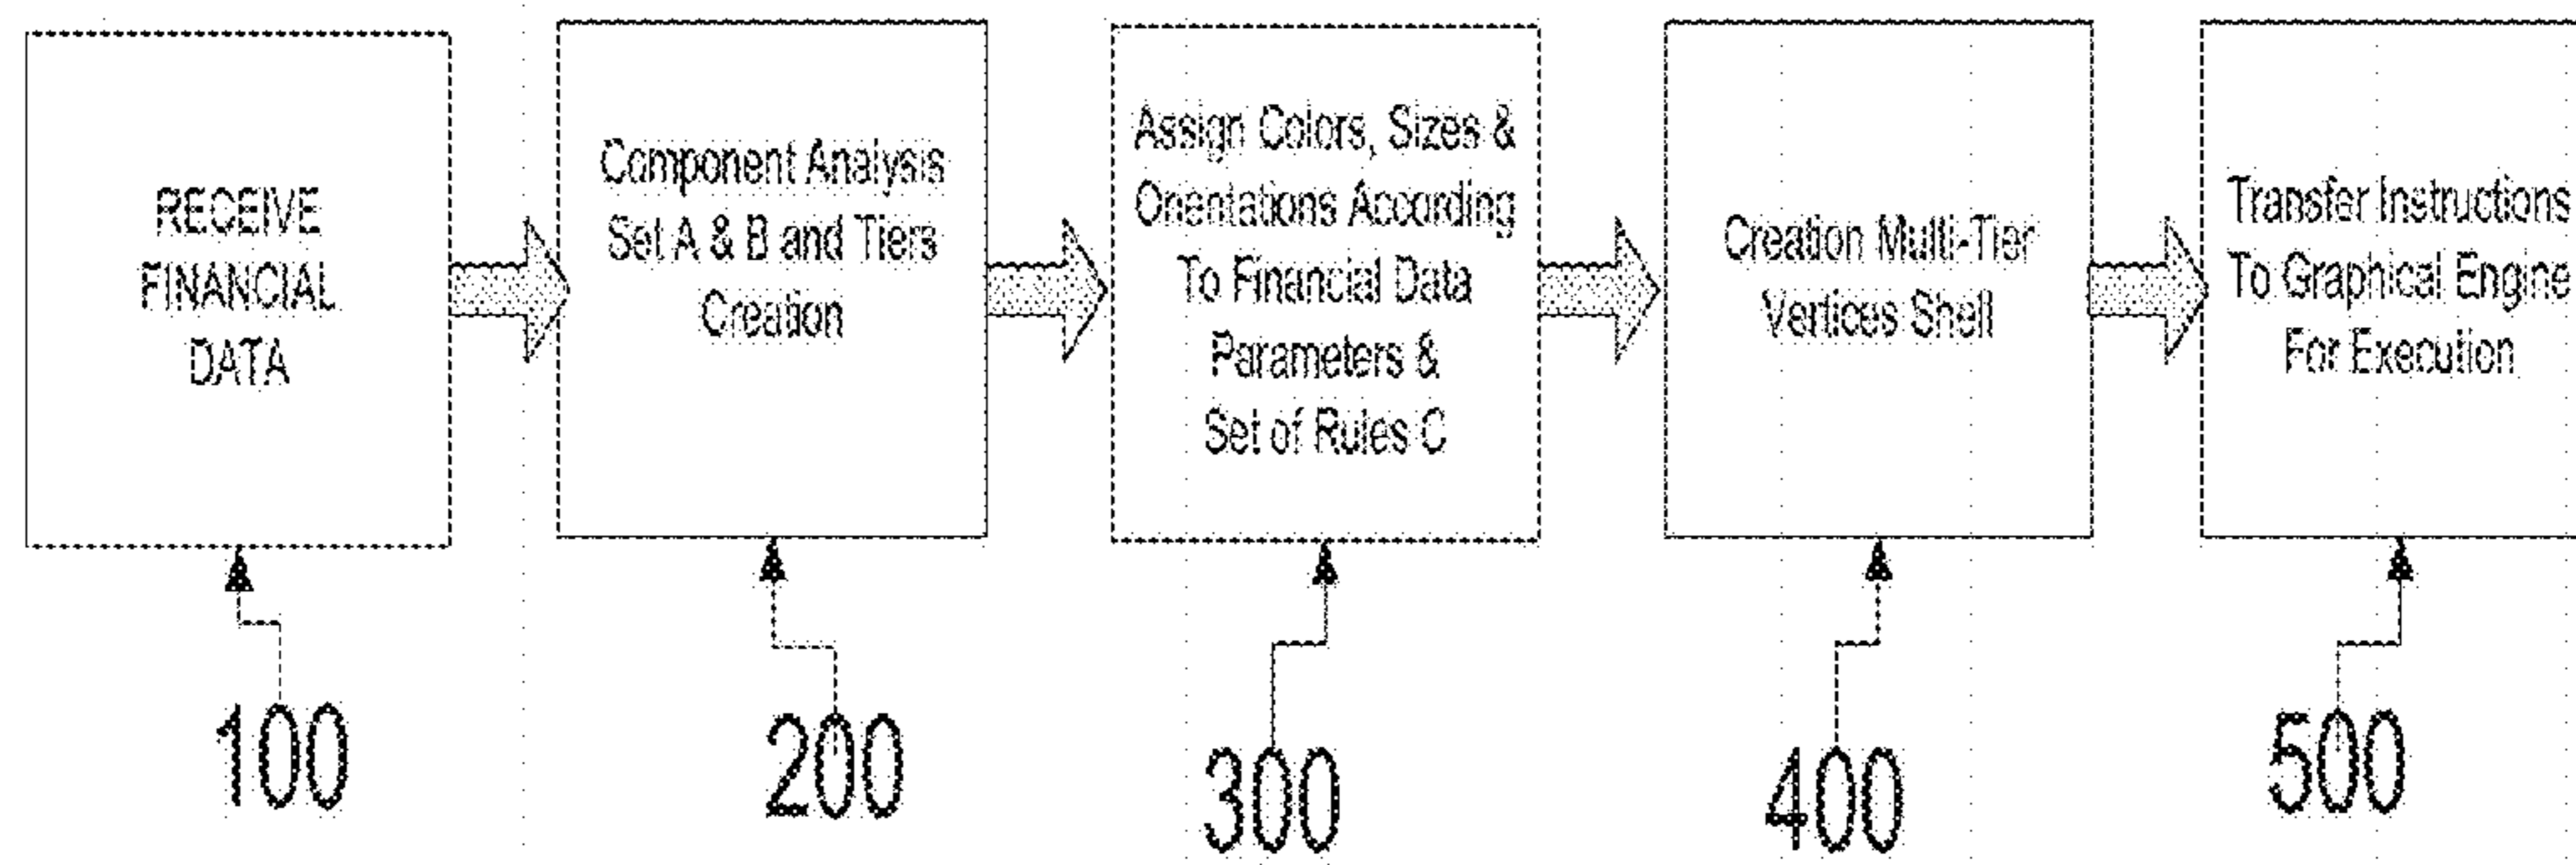 RECEIVE
FINANCIAL
DATA
Component Analysis
Set A & B and Tiers
Creation
Assign Colors, Sizes &
Orientations According
To Financial Data
Parameters &
Set of Rules C
Creation Multi-Tier
Vertices Shell
Transfer Instructions
To Graphical Engine
For Execution
100
200
300
400
500